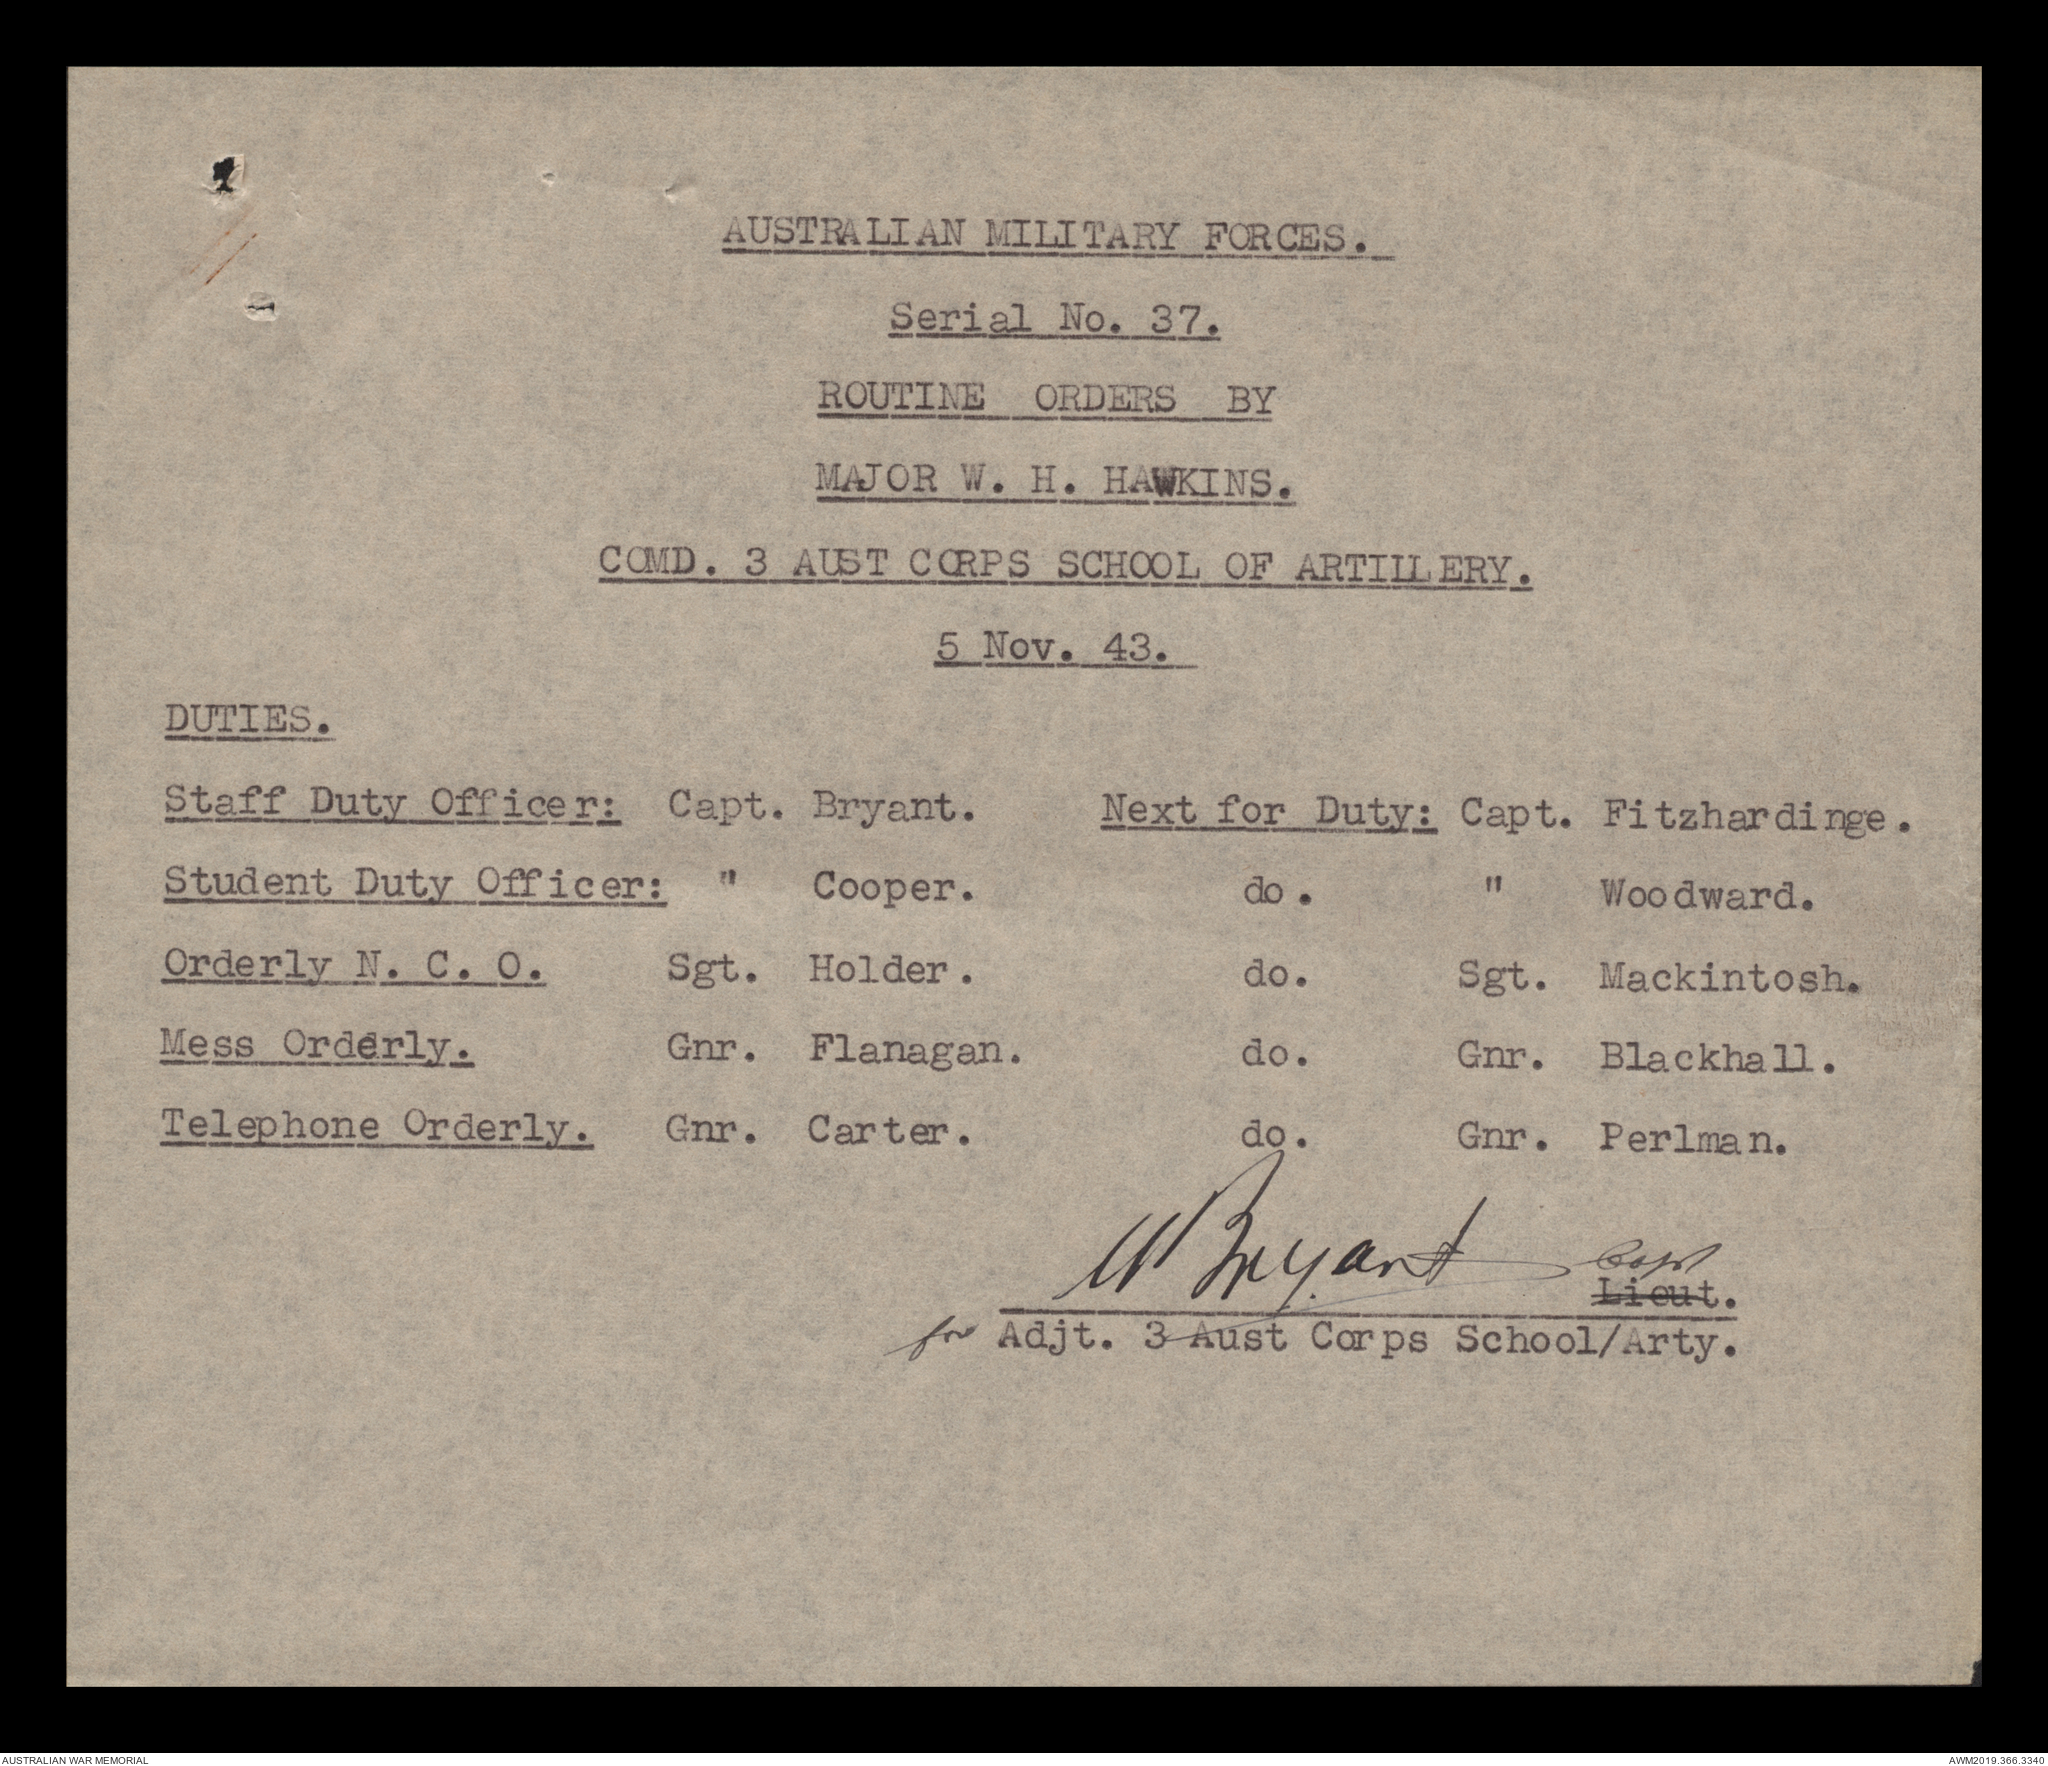 AUSTRALIAN MILITARY FORCES.
Serial No. 37.
ROUTINE ORDERS BY
MAJOR W. H. HAWKINS.
COMD. 3 AUST CORPS SCHOOL OF ARTILLERY.
5 Nov. 43.
DUTIES.
Staff Duty Officer: Capt. Bryant. Next for Duty: Capt. Fitzhardinge.
Student Duty Officer: " Cooper. do. " Woodward.
Orderly N. C. O. Sgt. Holder. do. Sgt. Mackintosh.
Mess Orderly. Gnr. Flanagan. do. Gnr. Blackhall.
Telephone Orderly. Gnr. Carter. do. Gnr. Perlman.
W Bryant Capt
Lieut.
for Adjt. 3 Aust Corps School/Arty.
AUSTRALIAN WAR MEMORIAL AWM2019.366.3340